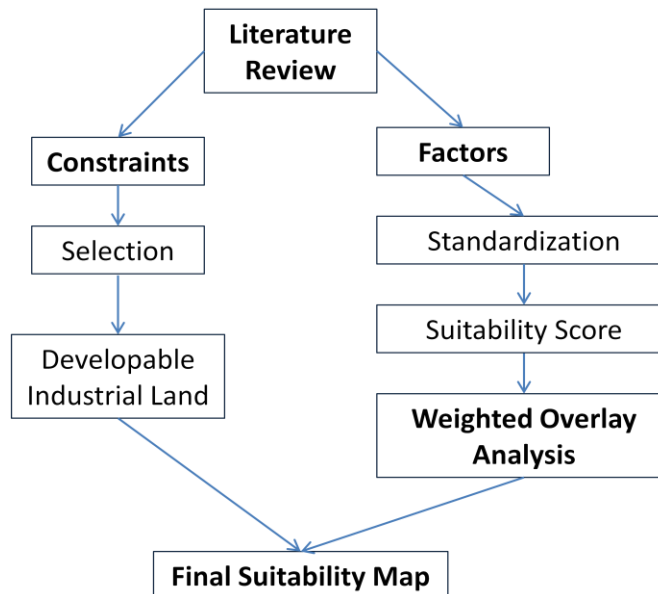 Literature
Review
Constraints
Factors
Selection
Standardization
Suitability Score
Developable
Industrial Land
Weighted Overlay
Analysis
Final Suitability Map